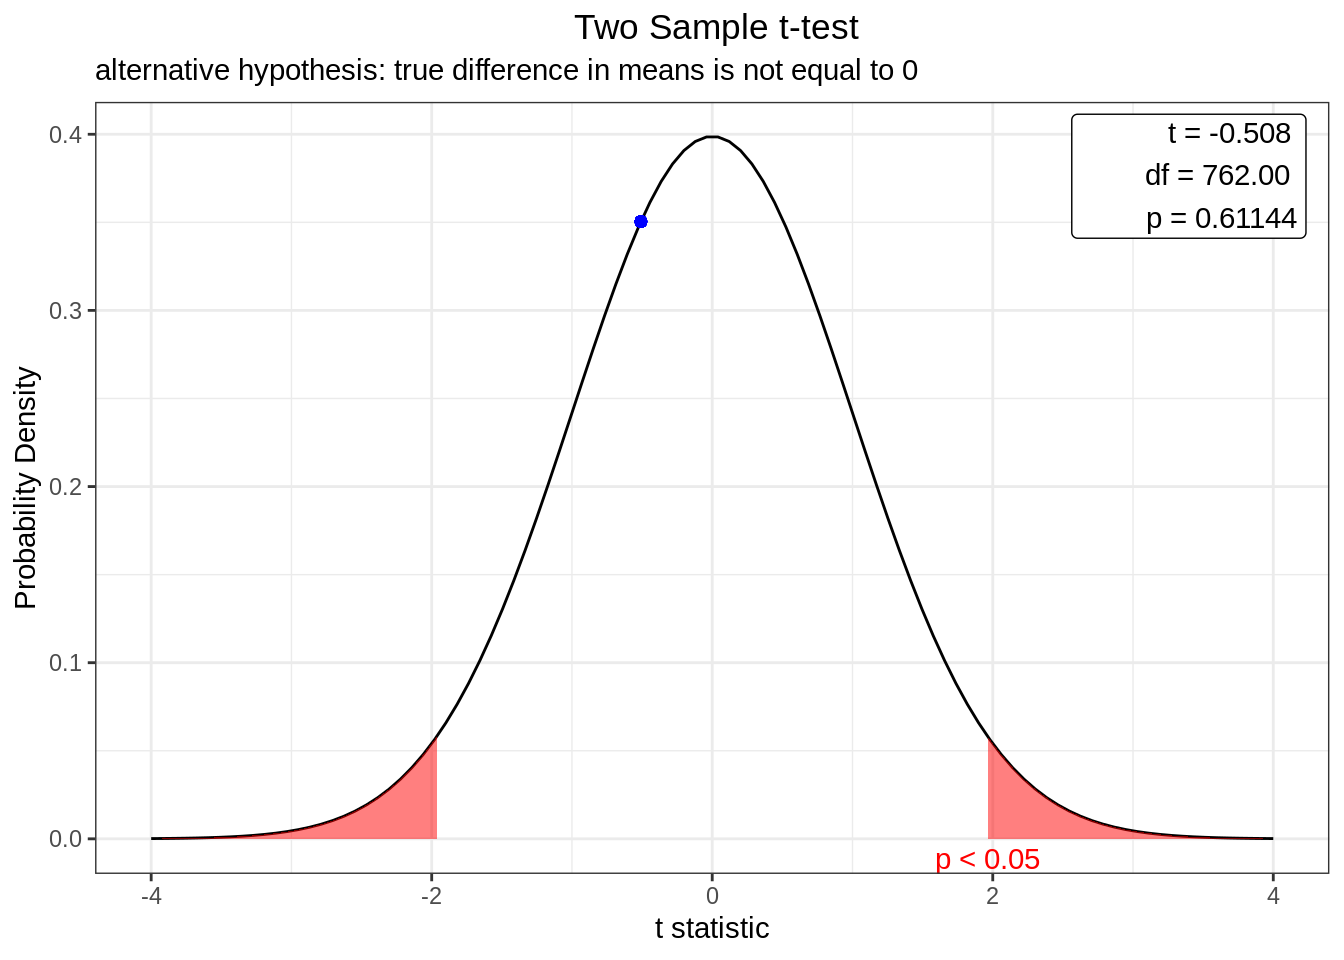 Two Sample t-test
alternative hypothesis: true difference in means is not equal to 0
t = -0.508
df = 762.00
p = 0.61144
Probability Density
0.4
0.3
0.2
0.1
0.0
p < 0.05
-4 -2 0 2 4
t statistic